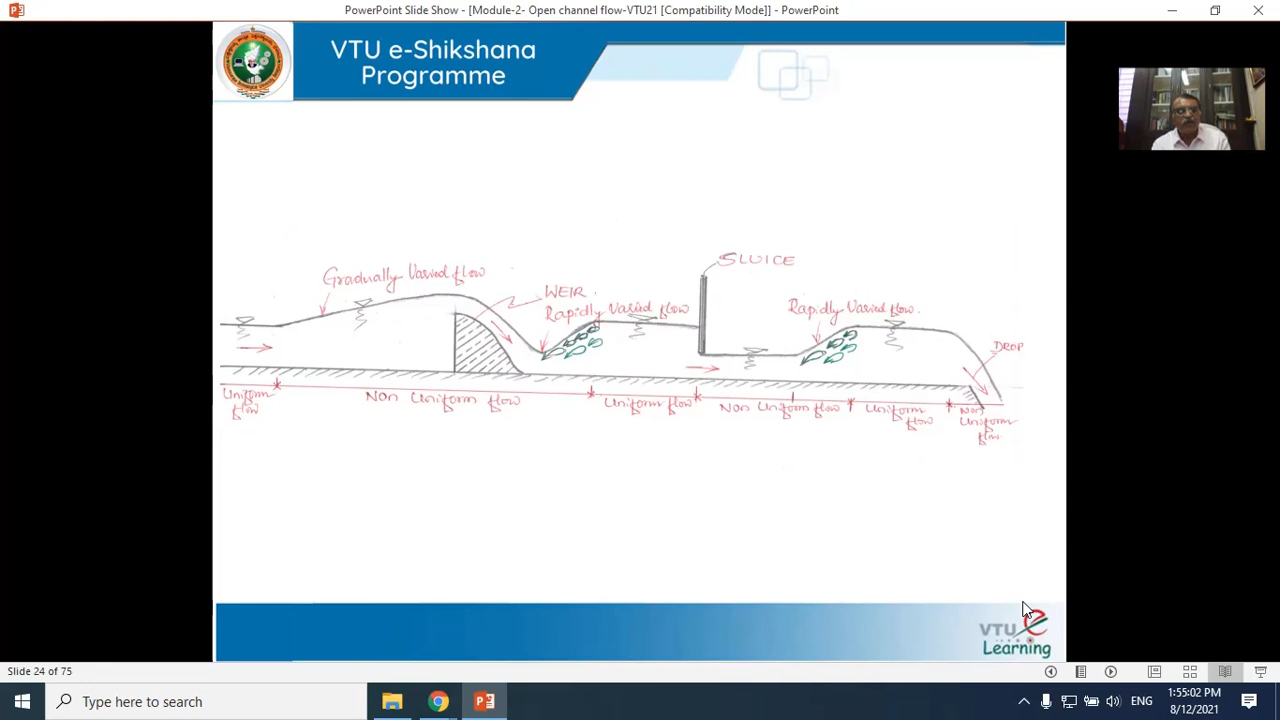 PowerPoint Slide Show - [Module-2- Open channel flow-VTU21 [Compatibility Mode]] - PowerPoint
VTU e-Shikshana
Programme
SLUICE
Gradually Varied flow
WEIR
Rapidly Varied flow
Rapidly Varied flow.
DROP
Uniform
flow
Non Uniform flow
Uniform flow
Non Uniform flow
Uniform
flow
Non
Uniform
flow
VTU e
Learning
Slide 24 of 75
Type here to search
ENG
1:55:02 PM
8/12/2021